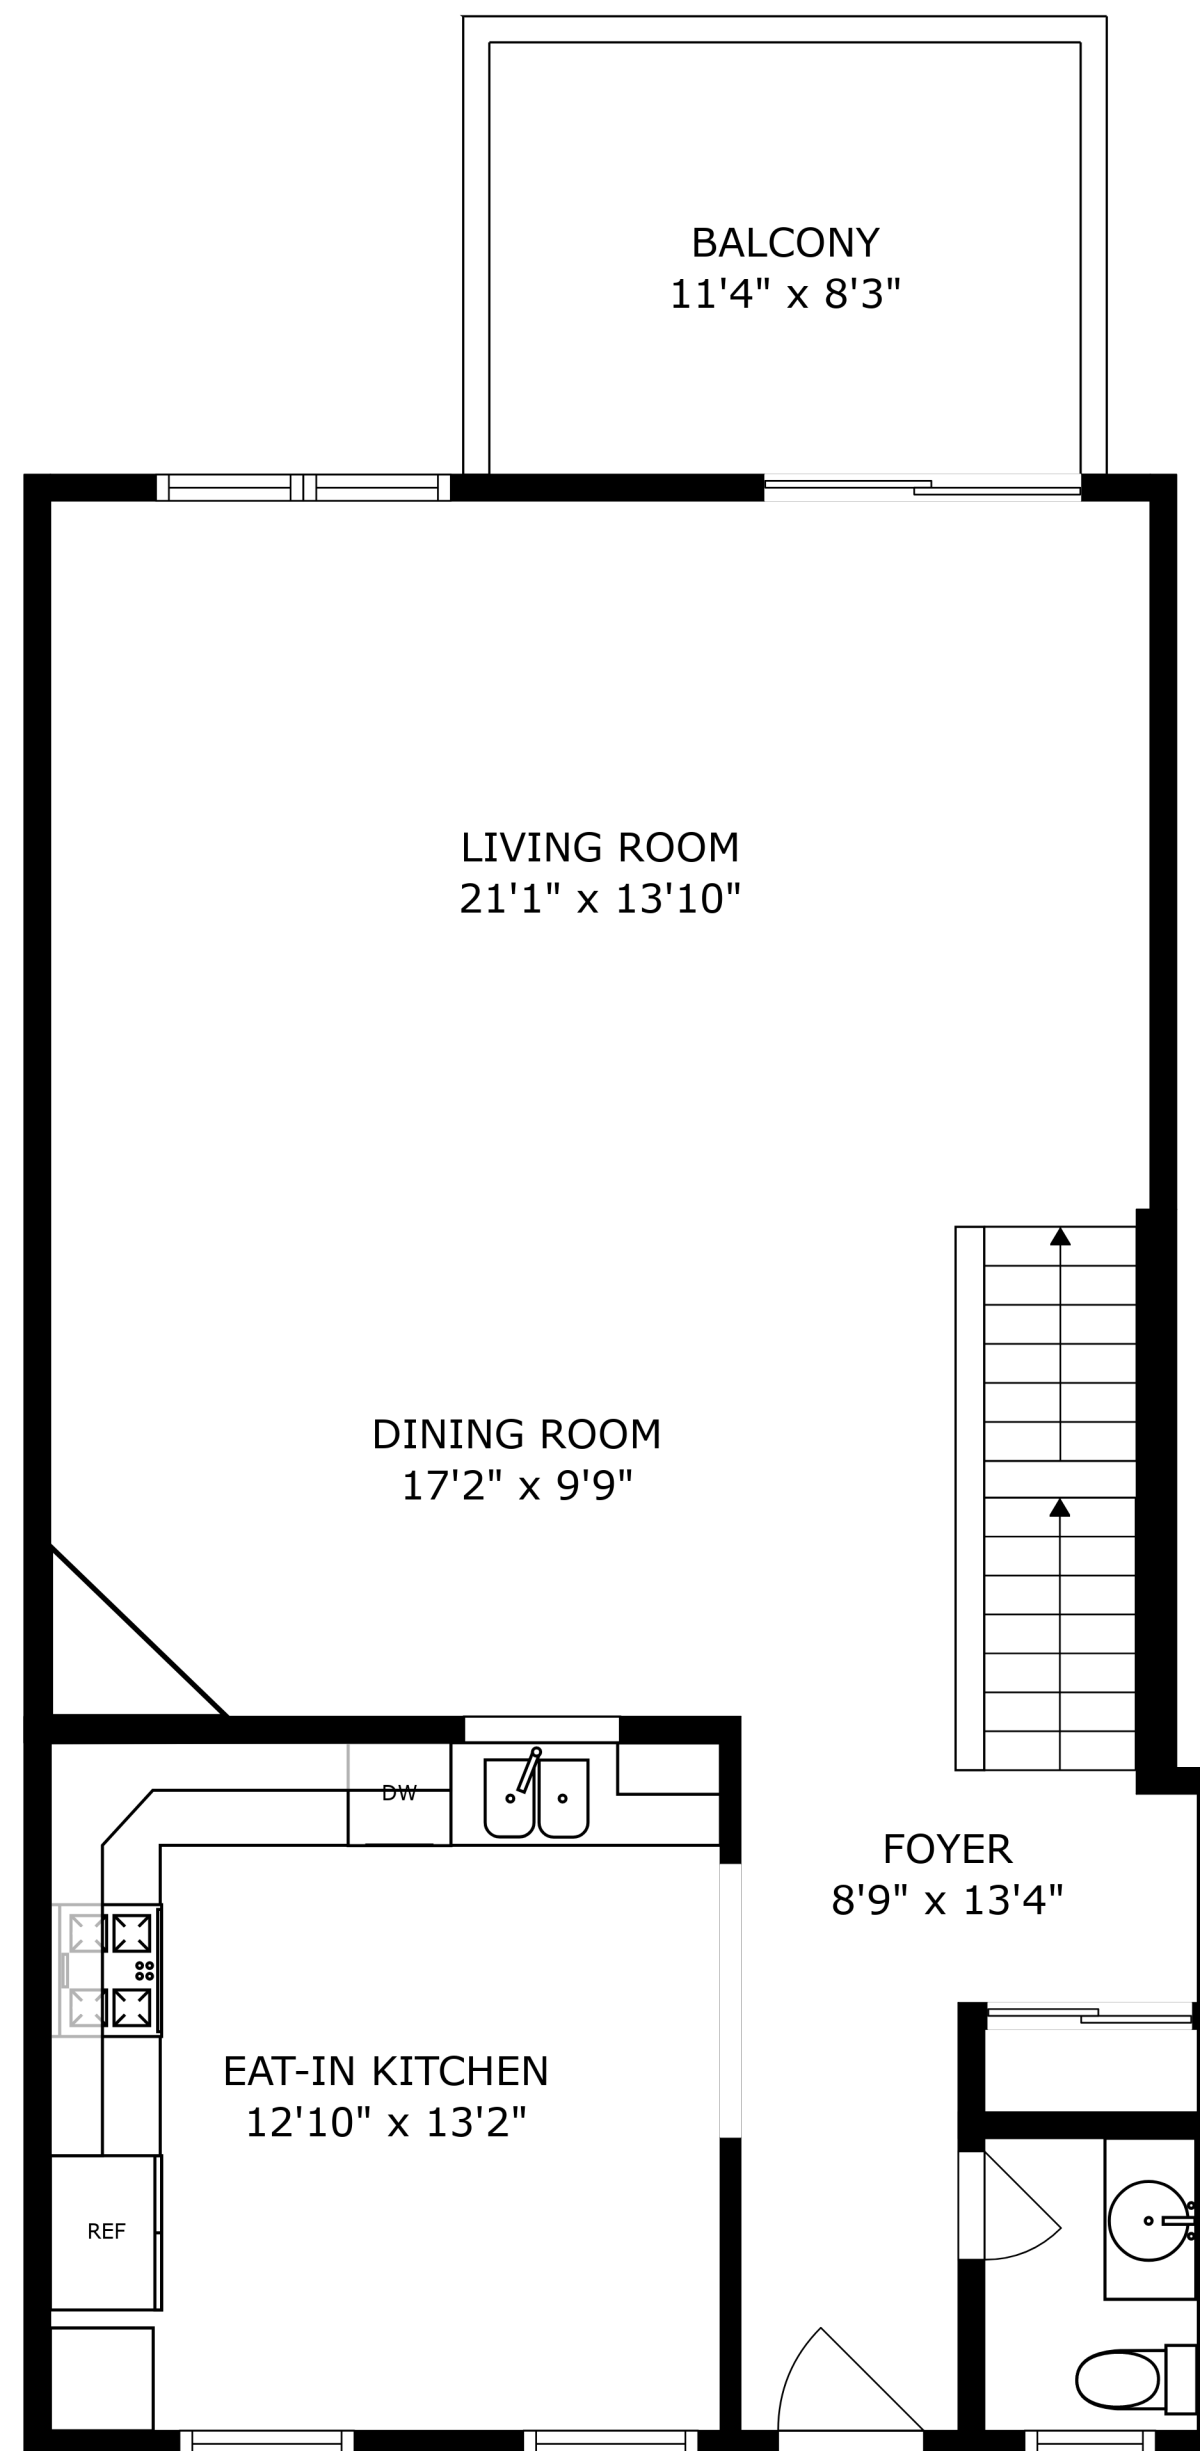 BALCONY
11'4" x 8'3"
LIVING ROOM
21'1" x 13'10"
DINING ROOM
17'2" x 9'9"
DW
FOYER
8'9" x 13'4"
EAT-IN KITCHEN
12'10" x 13'2"
REF